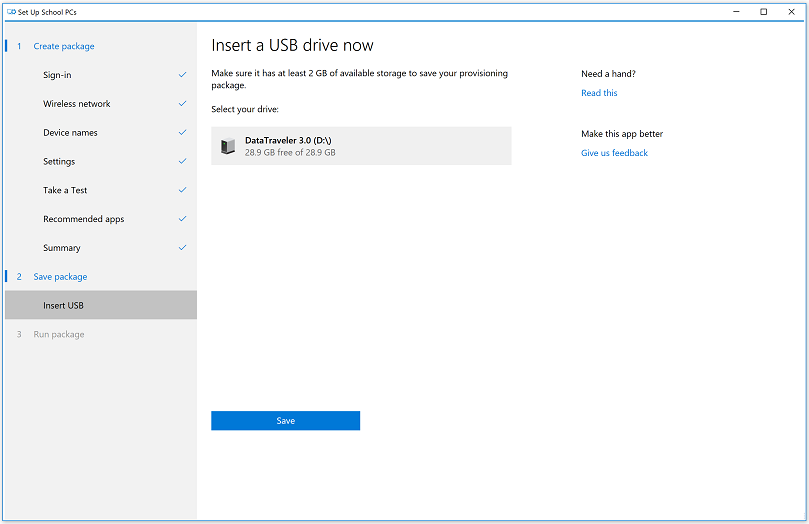 Set Up School PCs
1 Create package
Sign-in
Wireless network
Device names
Settings
Take a Test
Recommended apps
Summary
2 Save package
Insert USB
3 Run package
Insert a USB drive now
Make sure it has at least 2 GB of available storage to save your provisioning
package.
Select your drive:
DataTraveler 3.0 (D:\)
28.9 GB free of 28.9 GB
Save
Need a hand?
Read this
Make this app better
Give us feedback